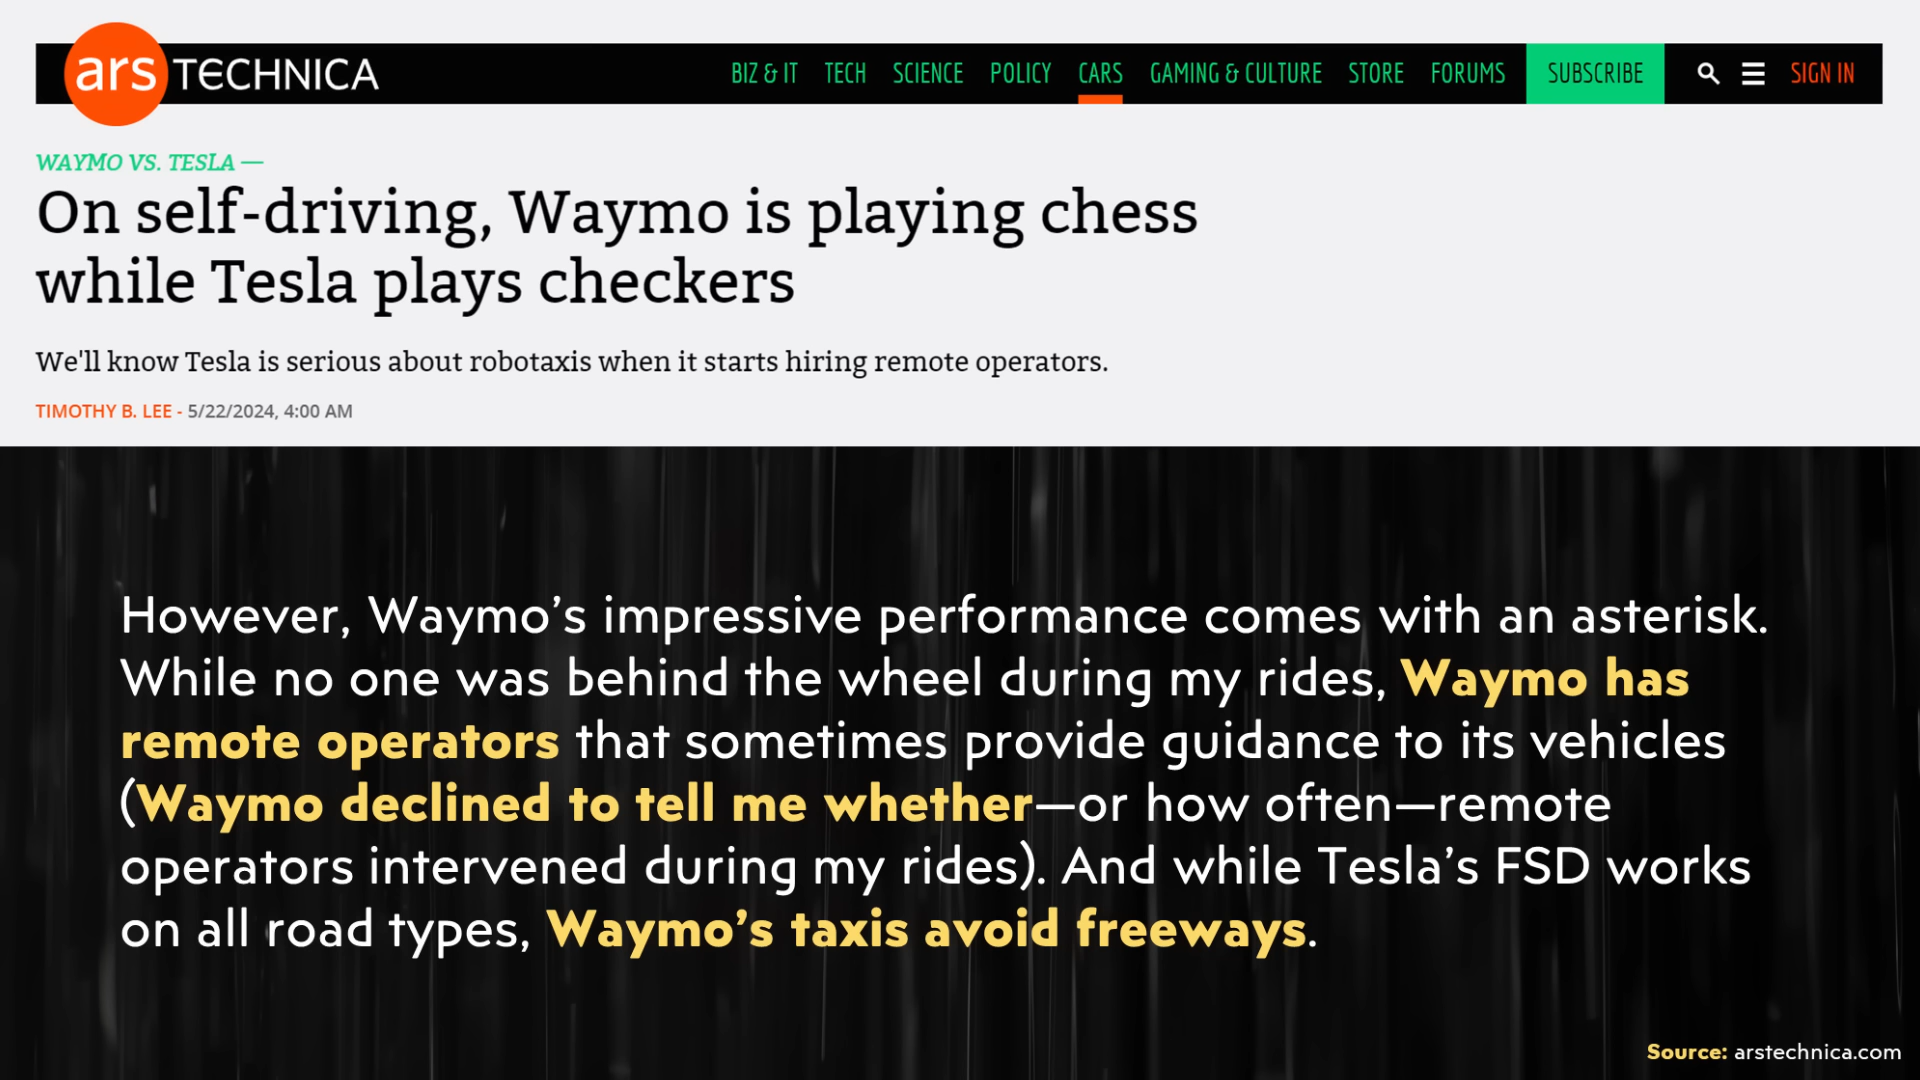 ars TECHNICA
BIZ & IT TECH SCIENCE POLICY CARS GAMING & CULTURE STORE FORUMS SUBSCRIBE SIGN IN
WAYMO VS. TESLA —
On self-driving, Waymo is playing chess
while Tesla plays checkers
We'll know Tesla is serious about robotaxis when it starts hiring remote operators.
TIMOTHY B. LEE - 5/22/2024, 4:00 AM
However, Waymo’s impressive performance comes with an asterisk.
While no one was behind the wheel during my rides, Waymo has
remote operators that sometimes provide guidance to its vehicles
(Waymo declined to tell me whether—or how often—remote
operators intervened during my rides). And while Tesla’s FSD works
on all road types, Waymo’s taxis avoid freeways.
Source: arstechnica.com